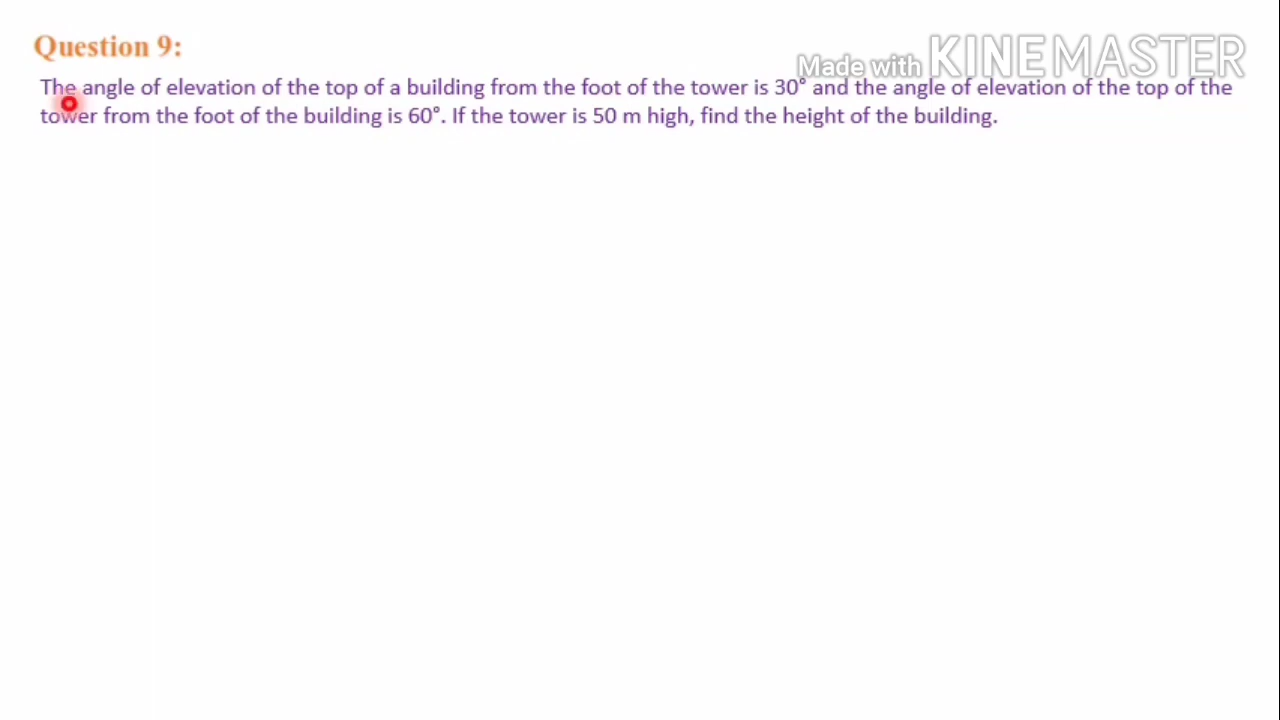 Question 9:
Made with KINEMASTER
The angle of elevation of the top of a building from the foot of the tower is 30° and the angle of elevation of the top of the
tower from the foot of the building is 60°. If the tower is 50 m high, find the height of the building.